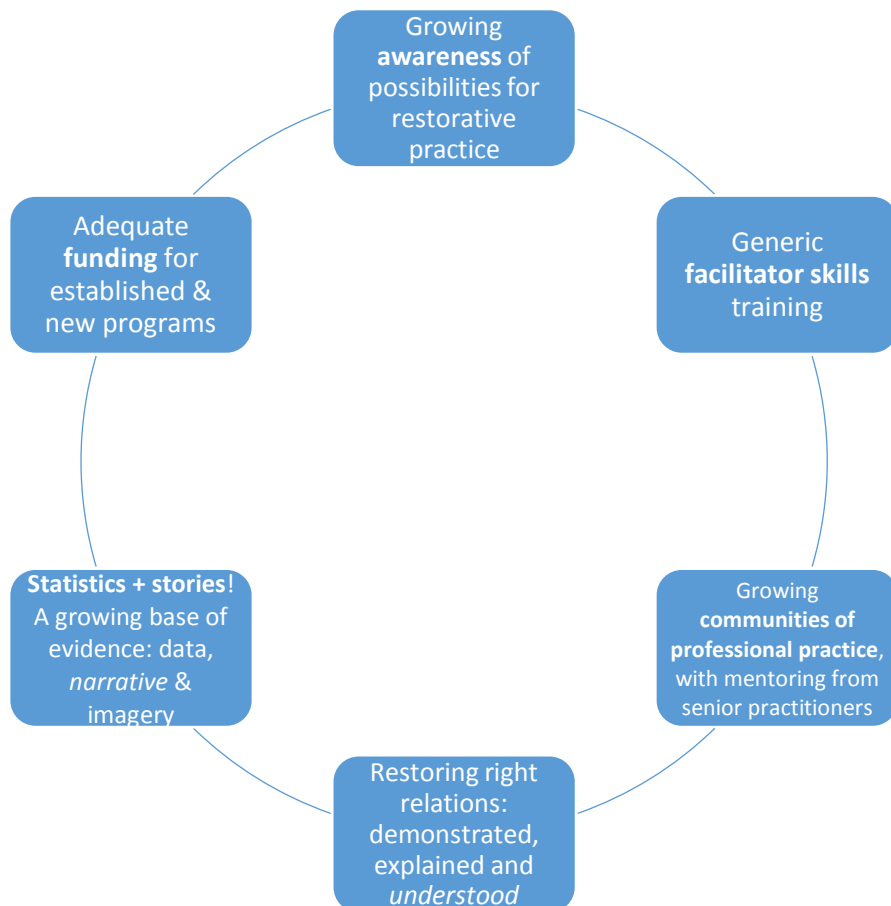 Growing
awareness of
possibilities for
restorative
practice
Generic
facilitator skills
training
Growing
communities of
professional practice,
with mentoring from
senior practitioners
Restoring right
relations:
demonstrated,
explained and
understood
Statistics + stories!
A growing base of
evidence: data,
narrative &
imagery
Adequate
funding for
established &
new programs